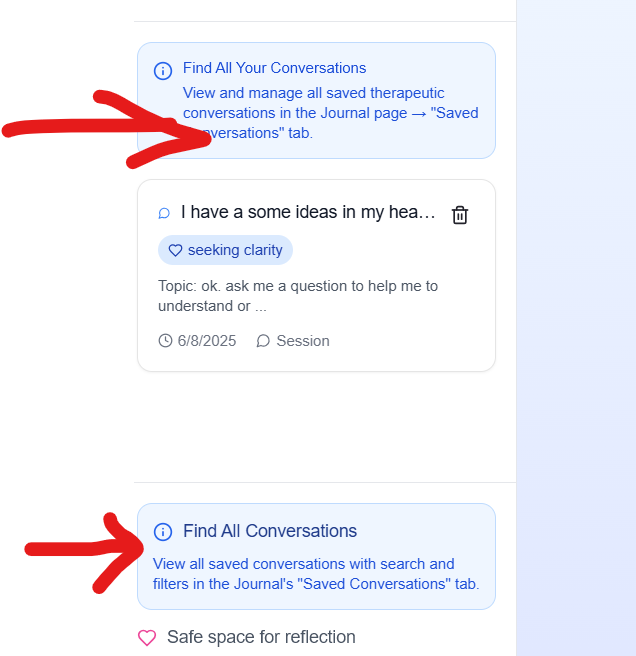 Find All Your Conversations
View and manage all saved therapeutic
conversations in the Journal page → "Saved
versations" tab.
I have a some ideas in my hea...
seeking clarity
Topic: ok. ask me a question to help me to
understand or ...
6/8/2025 Session
Find All Conversations
View all saved conversations with search and
filters in the Journal's "Saved Conversations" tab.
Safe space for reflection